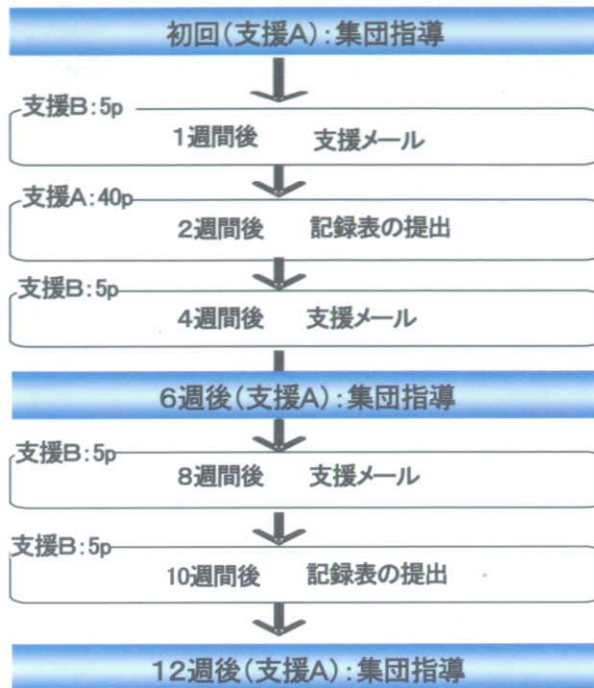 初回(支援A):集団指導
支援B:5p
1週間後 支援メール
支援A:40p
2週間後 記録表の提出
支援B:5p
4週間後 支援メール
6週後(支援A):集団指導
支援B:5p
8週間後 支援メール
支援B:5p
10週間後 記録表の提出
12週後(支援A):集団指導